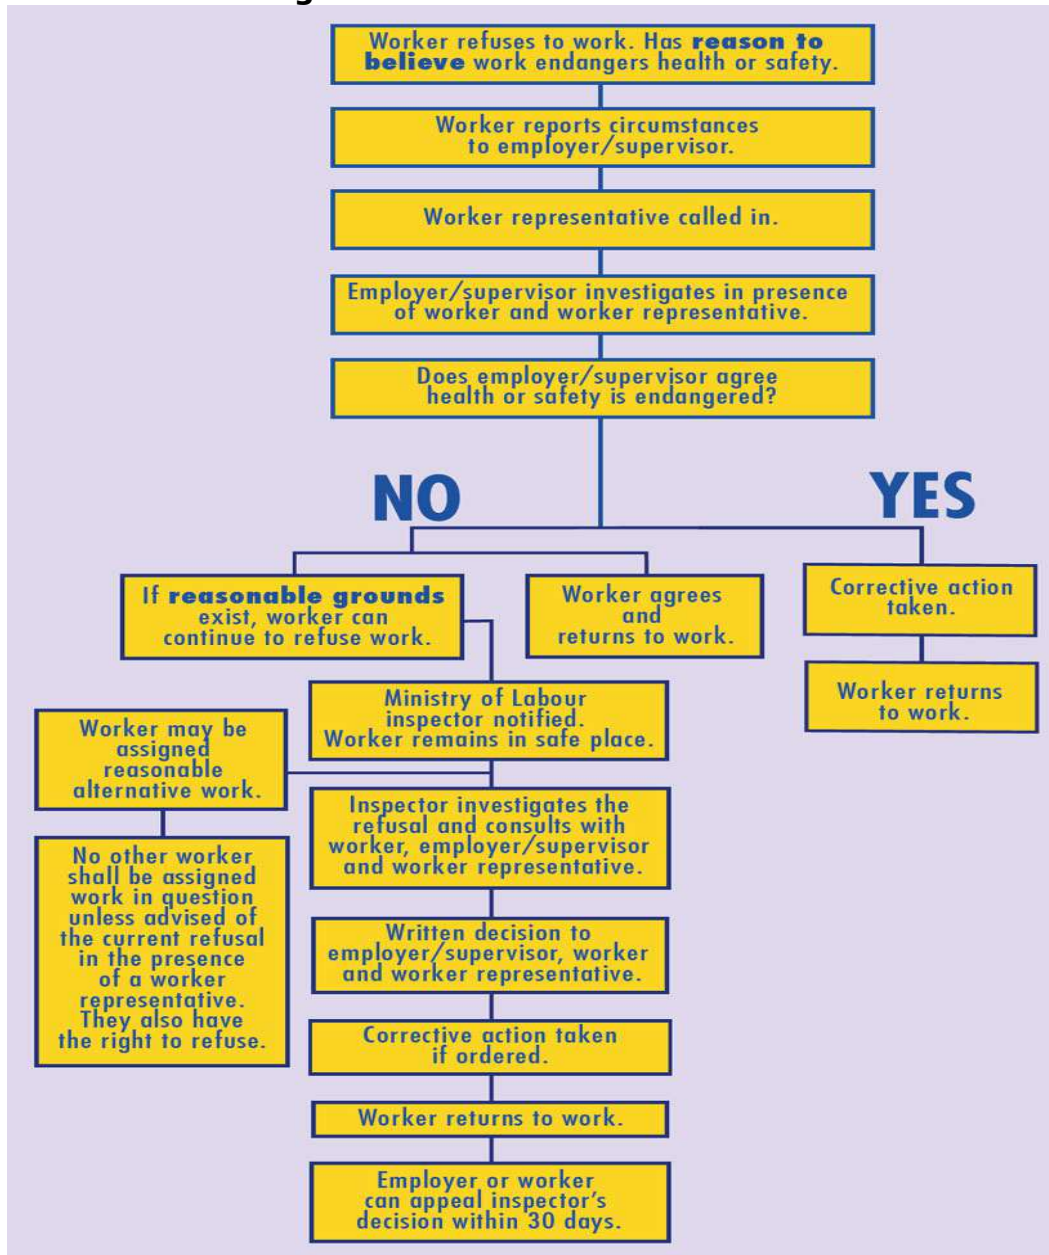 Worker refuses to work. Has reason to
believe work endangers health or safety.
Worker reports circumstances
to employer/supervisor.
Worker representative called in.
Employer/supervisor investigates in presence
of worker and worker representative.
Does employer/supervisor agree
health or safety is endangered?
NO
YES
If reasonable grounds
exist, worker can
continue to refuse work.
Worker agrees
and
returns to work.
Corrective action
taken.
Worker returns
to work.
Ministry of Labour
inspector notified.
Worker remains in safe place.
Worker may be
assigned
reasonable
alternative work.
No other worker
shall be assigned
work in question
unless advised of
the current refusal
in the presence
of a worker
representative.
They also have
the right to refuse.
Inspector investigates the
refusal and consults with
worker, employer/supervisor
and worker representative.
Written decision to
employer/supervisor, worker
and worker representative.
Corrective action taken
if ordered.
Worker returns to work.
Employer or worker
can appeal inspector's
decision within 30 days.